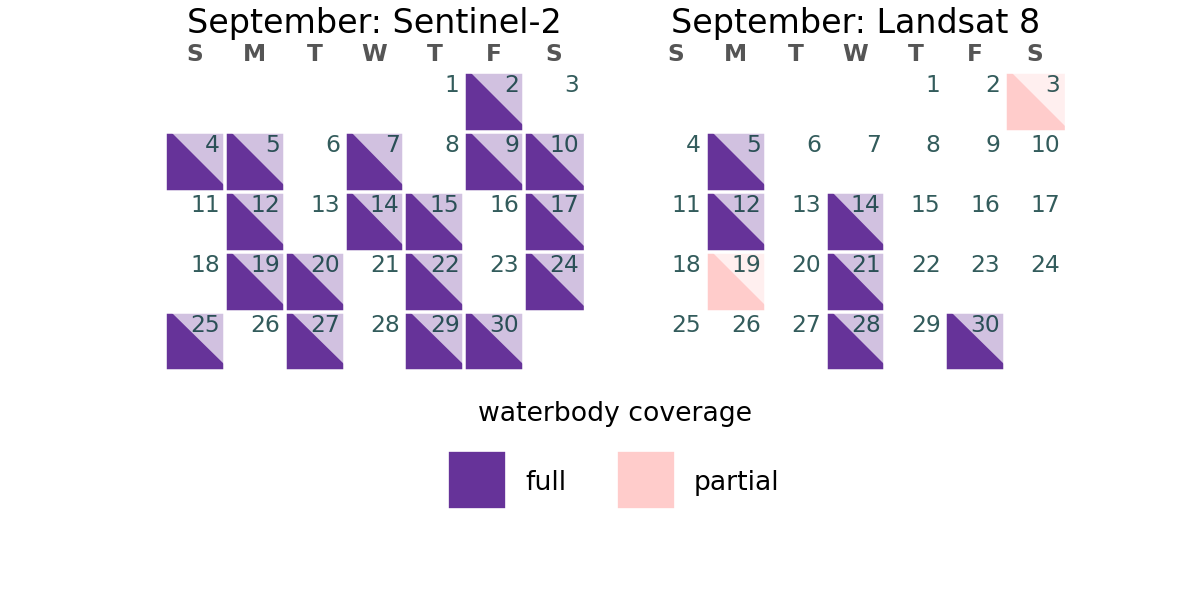 September: Sentinel-2
S M T W T F S
1 2 3
4 5 6 7 8 9 10
11 12 13 14 15 16 17
18 19 20 21 22 23 24
25 26 27 28 29 30
September: Landsat 8
S M T W T F S
1 2 3
4 5 6 7 8 9 10
11 12 13 14 15 16 17
18 19 20 21 22 23 24
25 26 27 28 29 30
waterbody coverage
full partial